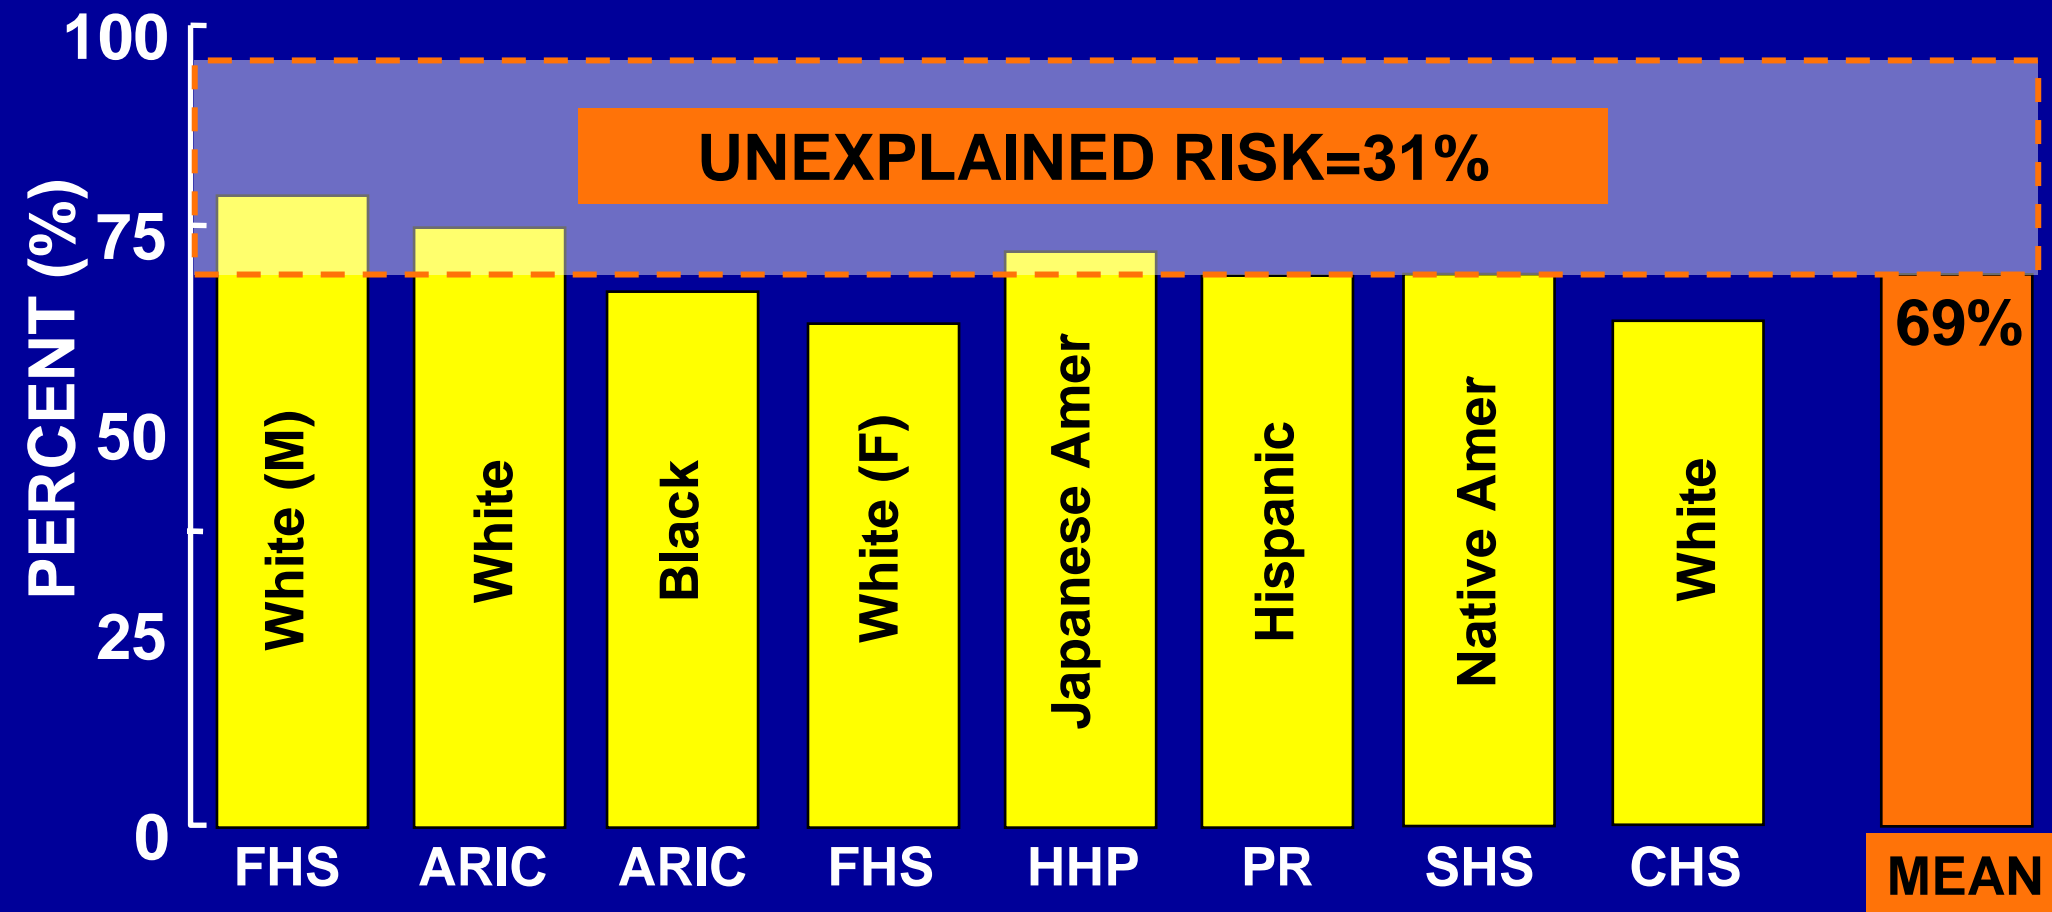 100
UNEXPLAINED RISK=31%
75
PERCENT (%)
50
25
0
69%
White (M)
White
Black
White (F)
Japanese Amer
Hispanic
Native Amer
White
FHS ARIC ARIC FHS HHP PR SHS CHS MEAN